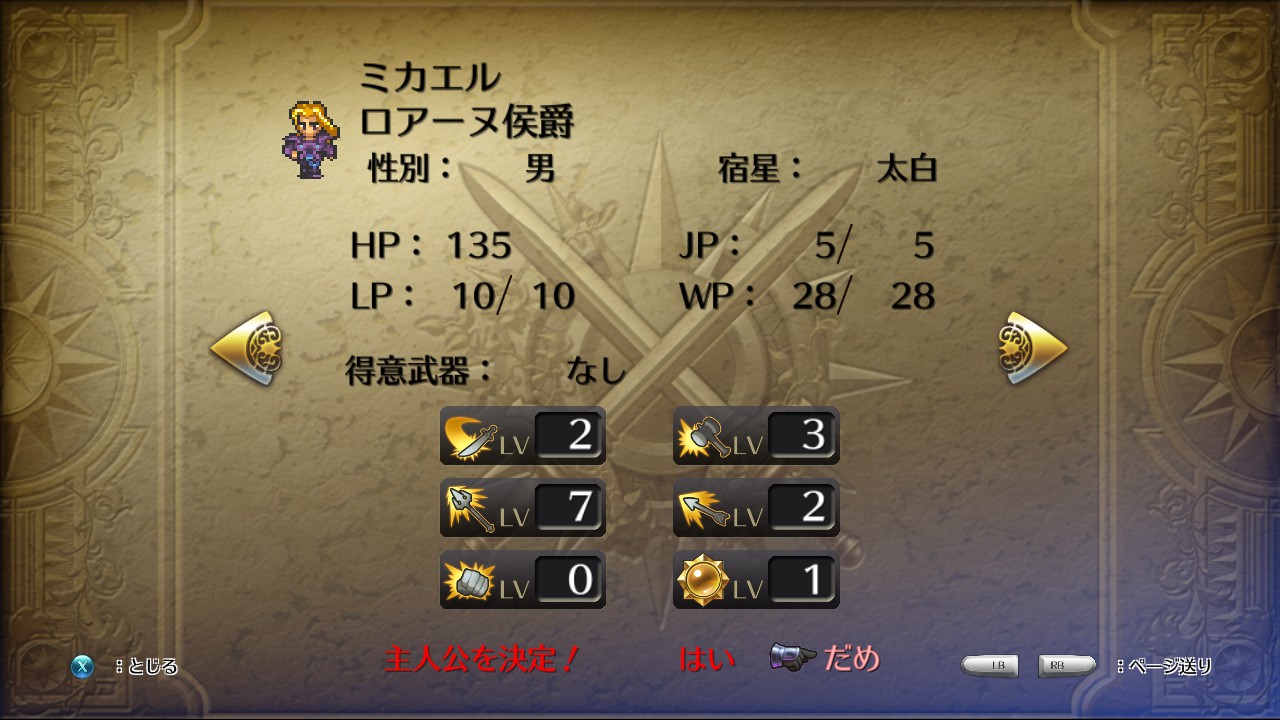 ミカエル
ロアーヌ侯爵
性別： 男 宿星： 太白
HP： 135 JP： 5/ 5
LP： 10/ 10 WP： 28/ 28
得意武器： なし
LV 2 LV 3
LV 7 LV 2
LV 0 LV 1
主人公を決定！ はい だめ
X ：とじる LB RB ：ページ送り